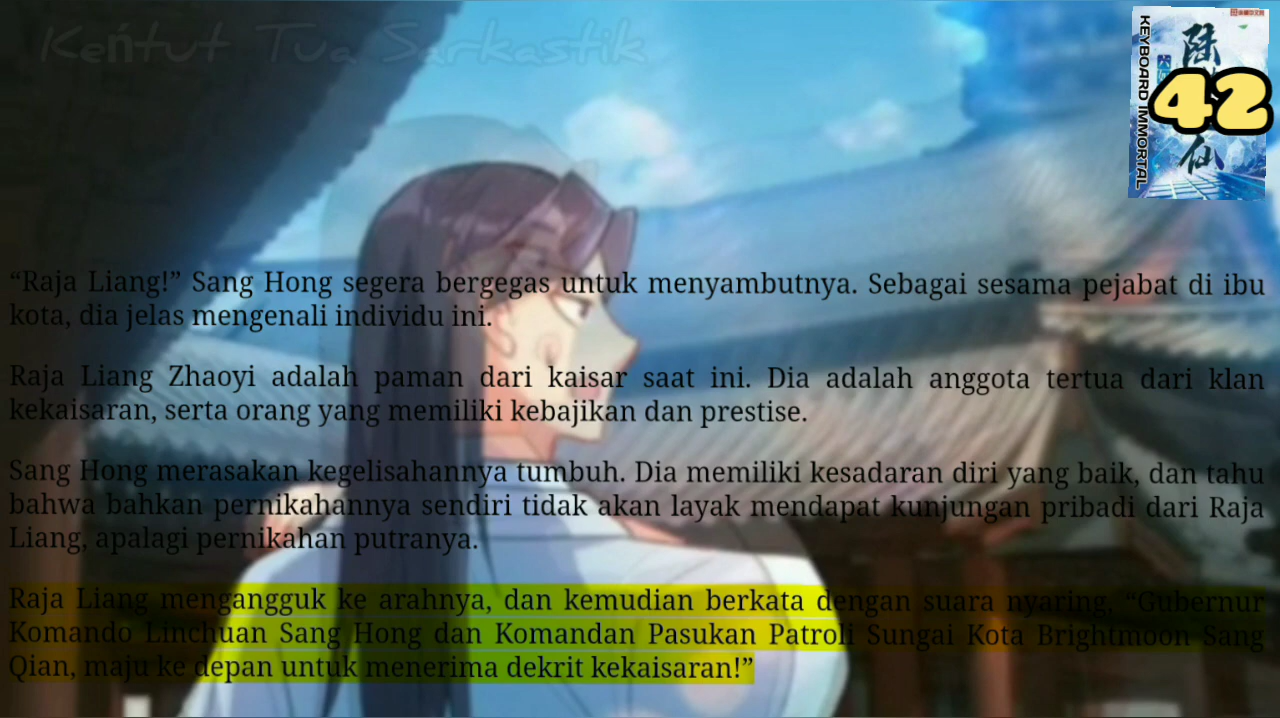 Keńtut Tua Sarkastik
KEYBOARD IMMORTAL
42
“Raja Liang!” Sang Hong segera bergegas untuk menyambutnya. Sebagai sesama pejabat di ibu
kota, dia jelas mengenali individu ini.
Raja Liang Zhaoyi adalah paman dari kaisar saat ini. Dia adalah anggota tertua dari klan
kekaisaran, serta orang yang memiliki kebajikan dan prestise.
Sang Hong merasakan kegelisahannya tumbuh. Dia memiliki kesadaran diri yang baik, dan tahu
bahwa bahkan pernikahannya sendiri tidak akan layak mendapat kunjungan pribadi dari Raja
Liang, apalagi pernikahan putranya.
Raja Liang mengangguk ke arahnya, dan kemudian berkata dengan suara nyaring, “Gubernur
Komando Linchuan Sang Hong dan Komandan Pasukan Patroli Sungai Kota Brightmoon Sang
Qian, maju ke depan untuk menerima dekrit kekaisaran!”